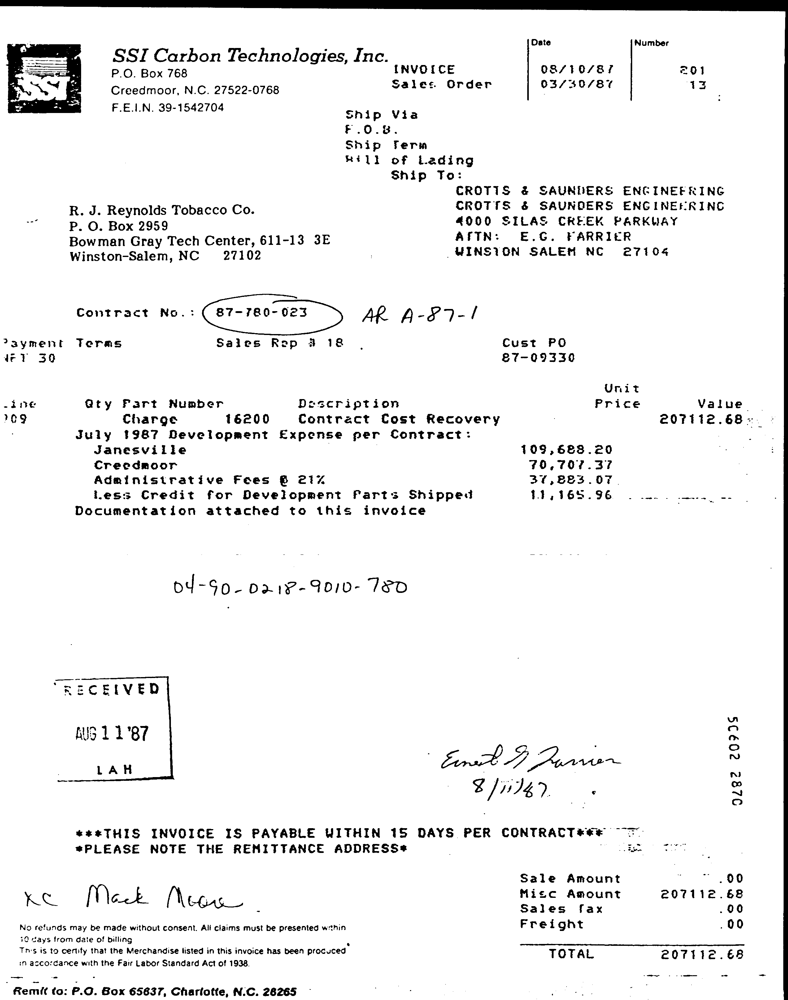 SSI Carbon Technologies, Inc.
P.O. Box 768
Creedmoor, N.C. 27522-0768
F.E.I.N. 39-1542704
Date Number
INVOICE 08/10/87 201
Sales Order 03/30/87 13
Ship Via
F.O.B.
Ship Term
Bill of Lading
Ship To:
CROTTS & SAUNDERS ENGINEERING
CROTTS & SAUNDERS ENGINEERING
4000 SILAS CREEK PARKWAY
ATTN: E.G. FARRIER
WINSTON SALEM NC 27104
R. J. Reynolds Tobacco Co.
P. O. Box 2959
Bowman Gray Tech Center, 611-13 3E
Winston-Salem, NC 27102
Contract No.: 87-780-023 AR A-87-1
Payment Terms Sales Rep # 18 Cust PO
NET 30 87-09330
Line Qty Part Number Description Unit Price Value
Charge 16200 Contract Cost Recovery 207112.68
July 1987 Development Expense per Contract:
Janesville 109,688.20
Creedmoor 70,707.37
Administrative Fees @ 21% 37,883.07
Less Credit for Development Parts Shipped 11,165.96
Documentation attached to this invoice
04-90-0218-9010-780
RECEIVED
AUG 11 '87
LAH
Ernest G Farrier
8/11/87
50602 2870
***THIS INVOICE IS PAYABLE WITHIN 15 DAYS PER CONTRACT***
*PLEASE NOTE THE REMITTANCE ADDRESS*
Sale Amount .00
Misc Amount 207112.68
Sales Tax .00
Freight .00
TOTAL 207112.68
xc Mack Moore
No refunds may be made without consent. All claims must be presented within
10 days from date of billing
This is to certify that the Merchandise listed in this invoice has been produced
in accordance with the Fair Labor Standard Act of 1938.
Remit to: P.O. Box 65637, Charlotte, N.C. 28265